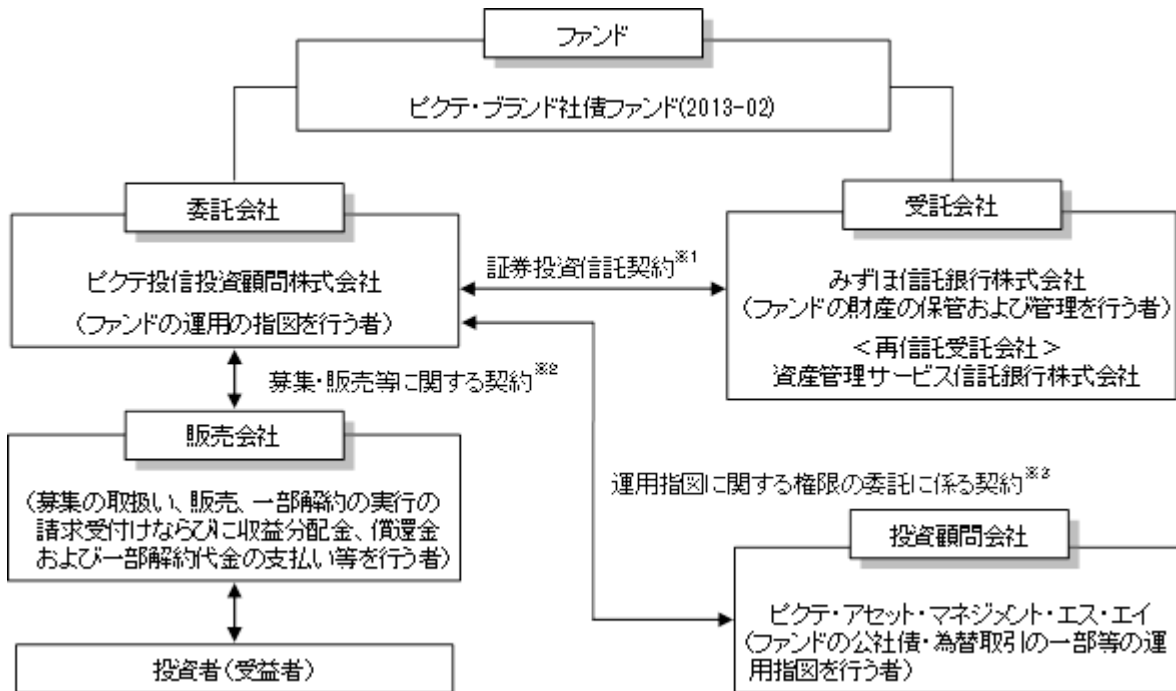 ファンド
ピクテ・ブランド社債ファンド(2013-02)
委託会社
ピクテ投信投資顧問株式会社
(ファンドの運用の指図を行う者)
証券投資信託契約※1
受託会社
みずほ信託銀行株式会社
(ファンドの財産の保管および管理を行う者)
<再信託受託会社>
資産管理サービス信託銀行株式会社
募集・販売等に関する契約※2
販売会社
(募集の取扱い、販売、一部解約の実行の
請求受付けならびに収益分配金、償還金
および一部解約代金の支払い等を行う者)
運用指図に関する権限の委託に係る契約※3
投資顧問会社
ピクテ・アセット・マネジメント・エス・エイ
(ファンドの公社債・為替取引の一部等の運
用指図を行う者)
投資者(受益者)